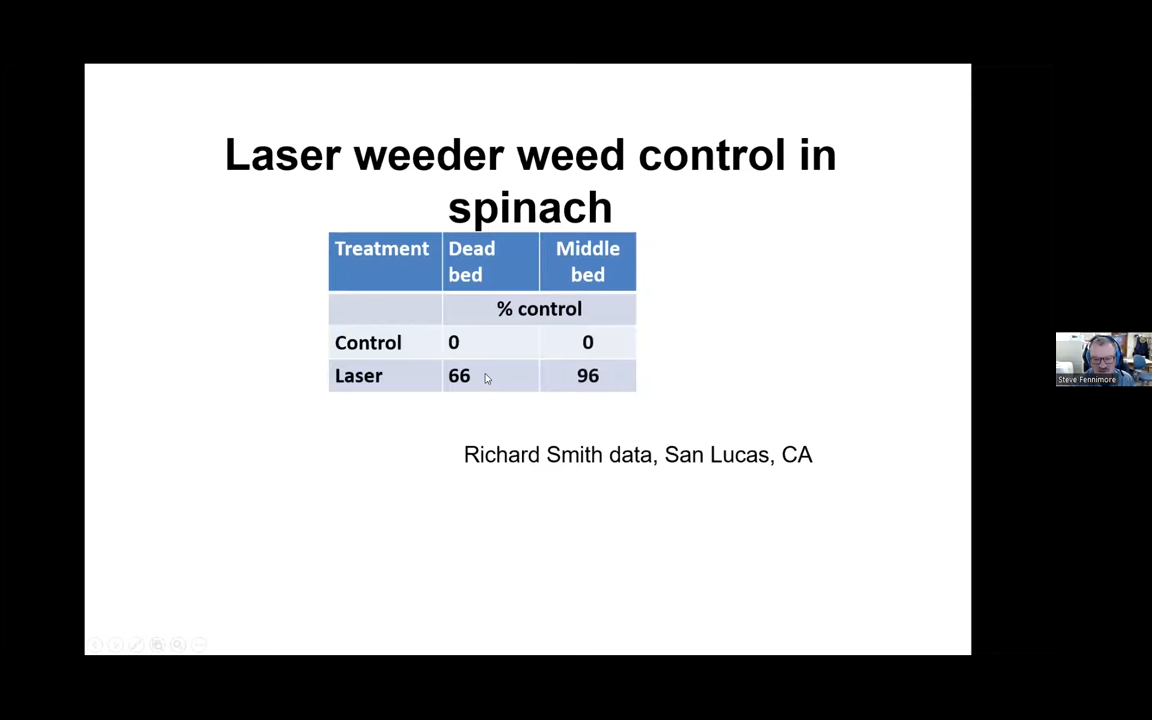 Laser weeder weed control in
spinach
Treatment Dead bed Middle bed
% control
Control 0 0
Laser 66 96
Richard Smith data, San Lucas, CA
Steve Fennimore